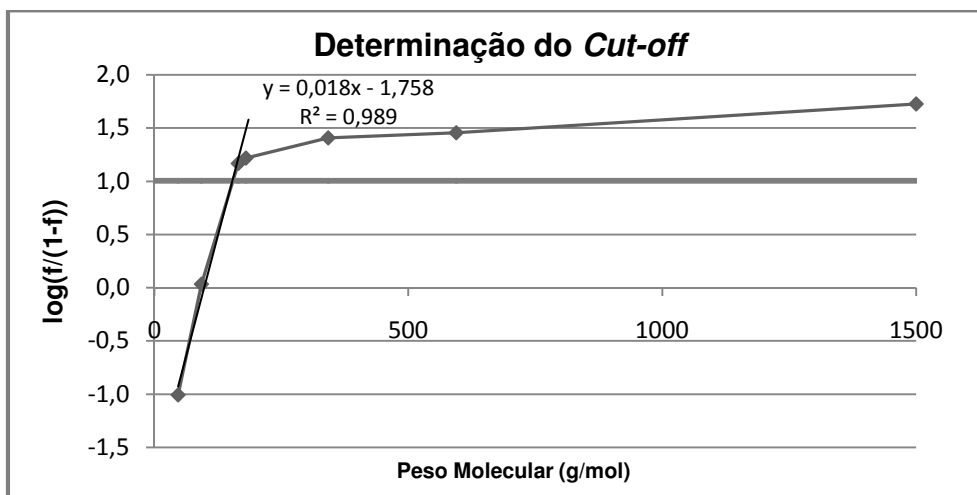 Determinação do Cut-off
y = 0,018x - 1,758
R² = 0,989
log(f/(1-f))
2,0
1,5
1,0
0,5
0,0
-0,5
-1,0
-1,5
0
500
1000
1500
Peso Molecular (g/mol)